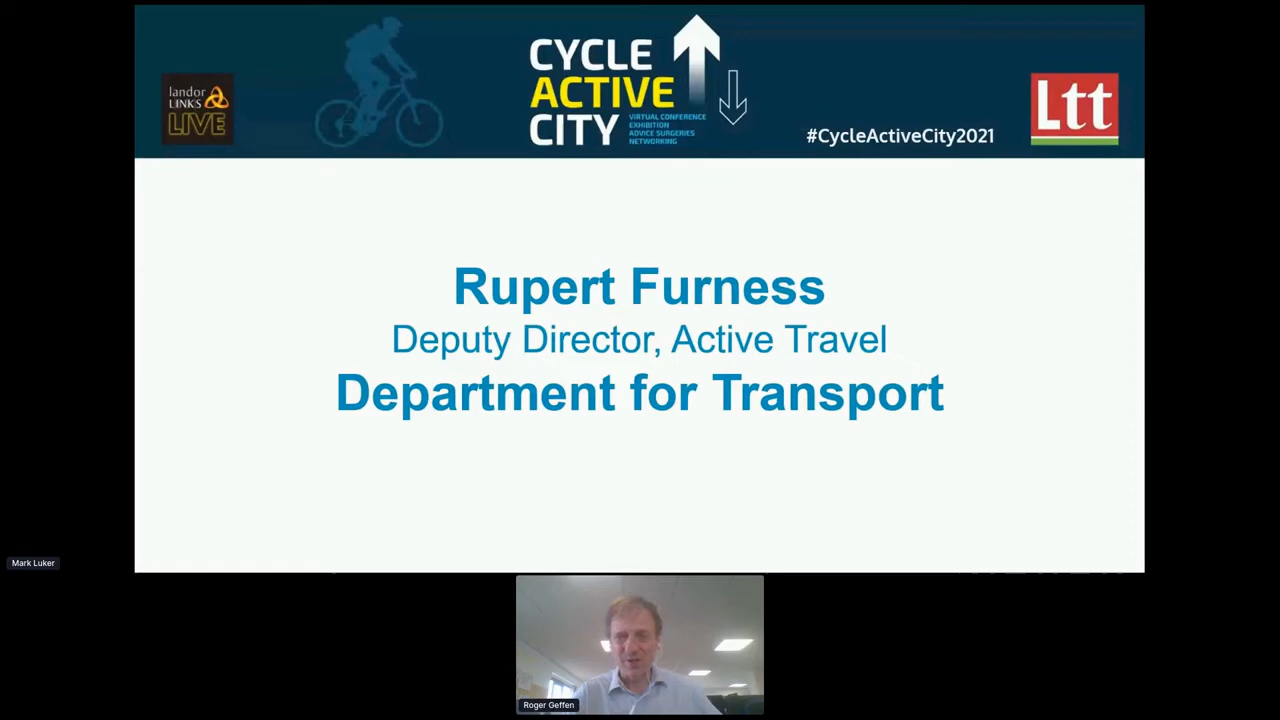 landor
LINKS
LIVE
CYCLE
ACTIVE
CITY
VIRTUAL CONFERENCE
EXHIBITION
ADVICE SURGERIES
NETWORKING
#CycleActiveCity2021
Ltt
Rupert Furness
Deputy Director, Active Travel
Department for Transport
Mark Luker
Roger Geffen